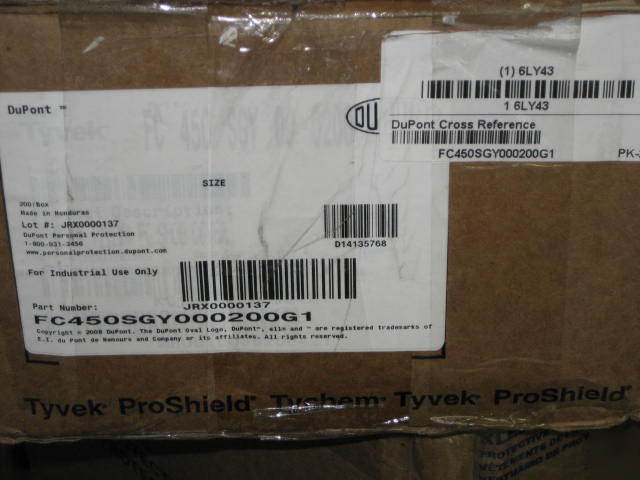 DuPont ™
Tyvek
SIZE
200/Box
Made in Honduras
Lot #: JRX0000137
DuPont Personal Protection
1-800-931-3456
www.personalprotection.dupont.com
D14135768
For Industrial Use Only
JRX0000137
Part Number:
FC450SGY000200G1
Copyright © 2008 DuPont. The DuPont Oval Logo, DuPont™, all® and ™ are registered trademarks of
E.I. du Pont de Nemours and Company or its affiliates. All rights reserved.
(1) 6LY43
1 6LY43
DuPont Cross Reference
FC450SGY000200G1
Tyvek® ProShield® Tychem® Tyvek® ProShield®